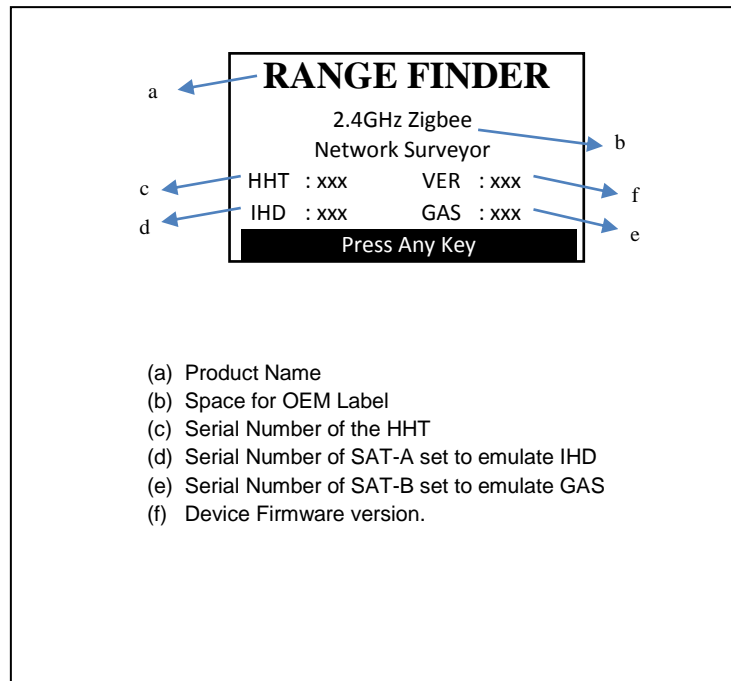 a
RANGE FINDER
2.4GHz Zigbee
b
Network Surveyor
c
HHT : xxx VER : xxx
f
d
IHD : xxx GAS : xxx
e
Press Any Key
(a) Product Name
(b) Space for OEM Label
(c) Serial Number of the HHT
(d) Serial Number of SAT-A set to emulate IHD
(e) Serial Number of SAT-B set to emulate GAS
(f) Device Firmware version.